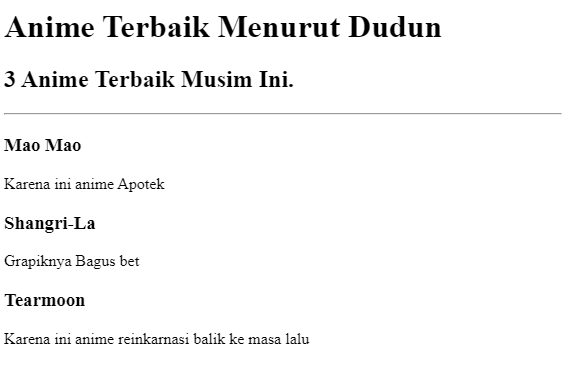 Anime Terbaik Menurut Dudun
3 Anime Terbaik Musim Ini.
Mao Mao
Karena ini anime Apotek
Shangri-La
Grapiknya Bagus bet
Tearmoon
Karena ini anime reinkarnasi balik ke masa lalu